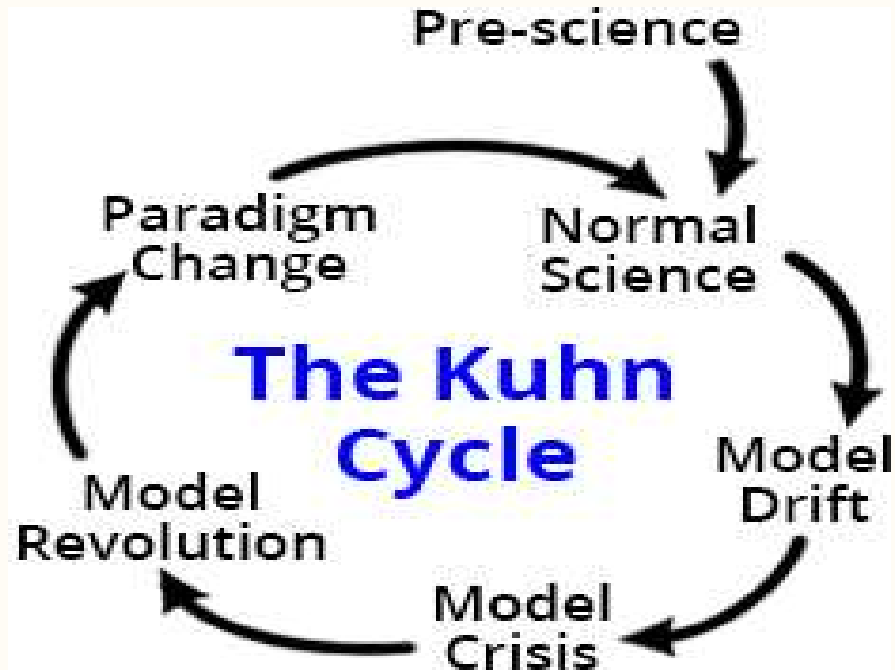 Pre-science
Paradigm
Change
Normal
Science
The Kuhn
Cycle
Model
Drift
Model
Revolution
Model
Crisis